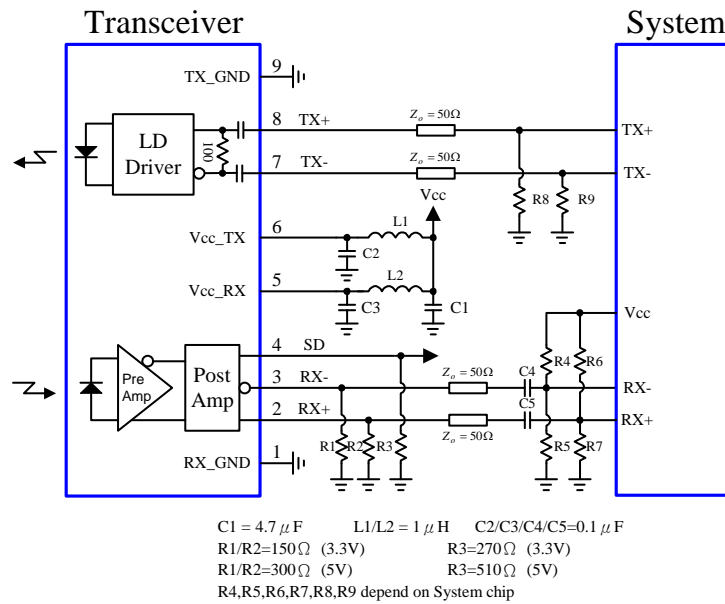 Transceiver
System
9
TX_GND
8
TX+
Z₀ = 50Ω
TX+
LD
Driver
100
7
TX-
Z₀ = 50Ω
TX-
R8
R9
Vcc
6
Vcc_TX
L1
C2
5
Vcc_RX
L2
C3
C1
Vcc
4
SD
R4
R6
Pre
Amp
Post
Amp
3
RX-
Z₀ = 50Ω
C4
RX-
2
RX+
Z₀ = 50Ω
C5
RX+
R1
R2
R3
R5
R7
1
RX_GND
C1 = 4.7 μF L1/L2 = 1 μH C2/C3/C4/C5=0.1 μF
R1/R2=150Ω (3.3V) R3=270Ω (3.3V)
R1/R2=300Ω (5V) R3=510Ω (5V)
R4,R5,R6,R7,R8,R9 depend on System chip